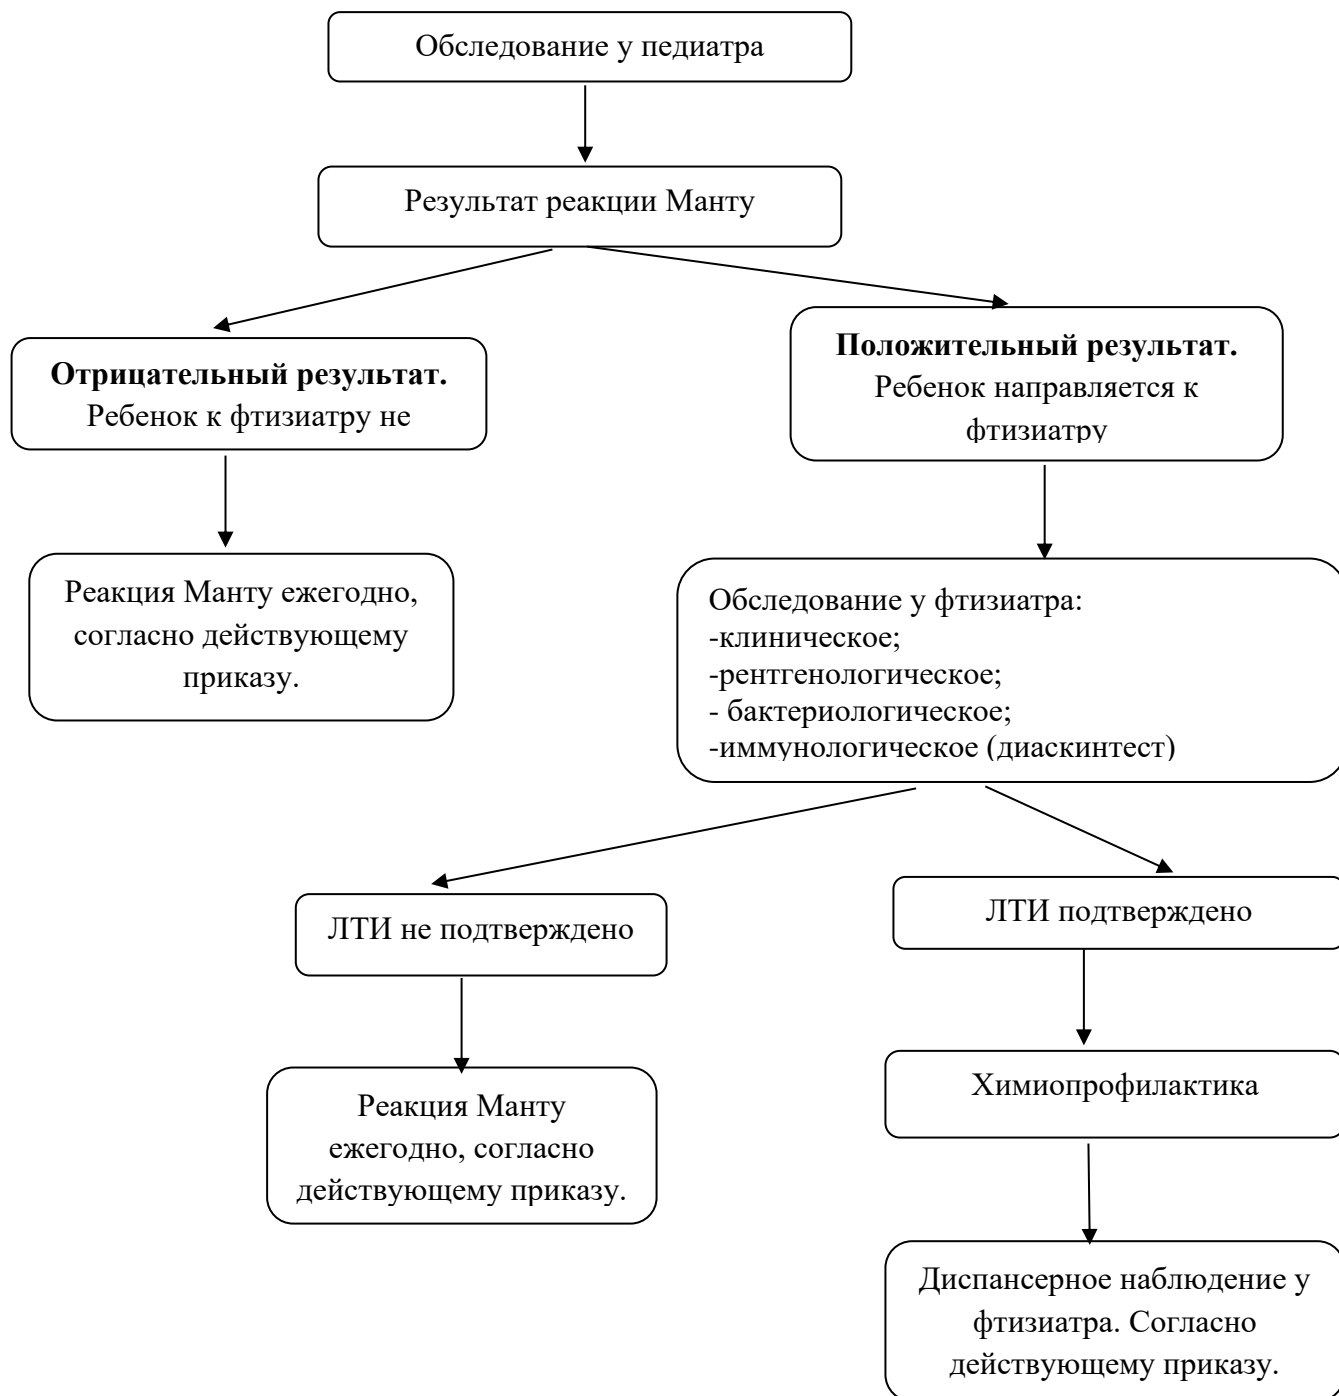 Обследование у педиатра
Результат реакции Манту
Отрицательный результат.
Ребенок к фтизиатру не
Положительный результат.
Ребенок направляется к
фтизиатру
Реакция Манту ежегодно,
согласно действующему
приказу.
Обследование у фтизиатра:
-клиническое;
-рентгенологическое;
- бактериологическое;
-иммунологическое (диаскинтест)
ЛТИ не подтверждено
ЛТИ подтверждено
Реакция Манту
ежегодно, согласно
действующему приказу.
Химиопрофилактика
Диспансерное наблюдение у
фтизиатра. Согласно
действующему приказу.